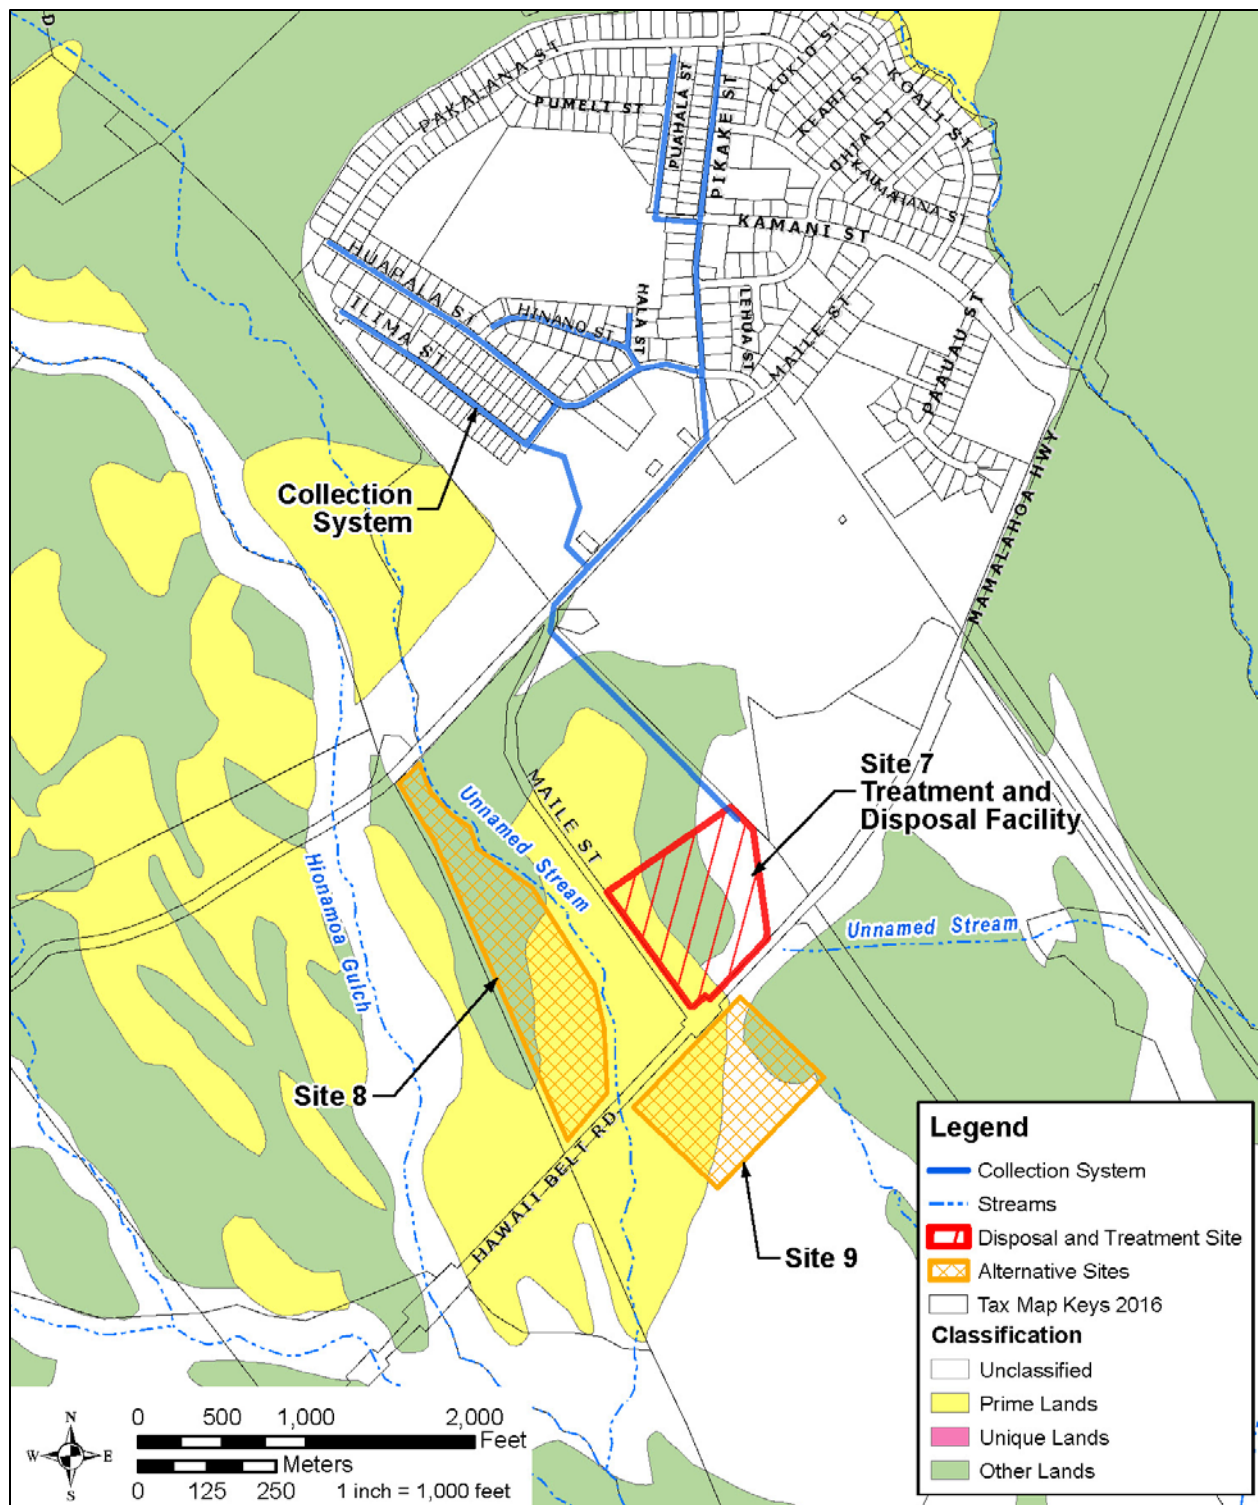 D
PAKALANA ST
PUMELI ST
PUAHALA ST
PIKAKE ST
KOKIO ST
KEAHI ST
KOALI ST
OHIA ST
KAUMAHANA ST
KAMANI ST
HUAPALA ST
ILIMA ST
HINANO ST
HALA ST
LEHUA ST
MAILE ST
PAAUAU ST
MAMALAHOA HWY
Collection
System
Site 7
Treatment and
Disposal Facility
MAILE ST
Unnamed Stream
Unnamed Stream
Hionamoa Gulch
Site 8
HAWAII BELT RD
Site 9
Legend
Collection System
Streams
Disposal and Treatment Site
Alternative Sites
Tax Map Keys 2016
Classification
Unclassified
Prime Lands
Unique Lands
Other Lands
N
W E
S
0 500 1,000 2,000
Feet
Meters
0 125 250 1 inch = 1,000 feet